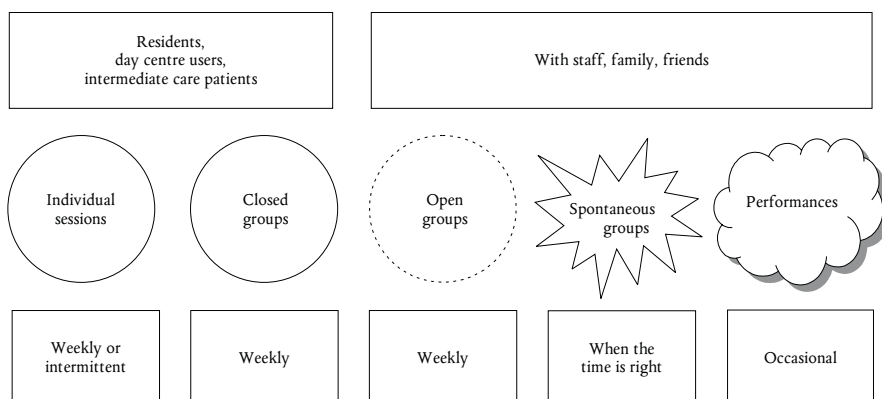 Residents,
day centre users,
intermediate care patients
With staff, family, friends
Individual
sessions
Closed
groups
Open
groups
Spontaneous
groups
Performances
Weekly or
intermittent
Weekly
Weekly
When the
time is right
Occasional